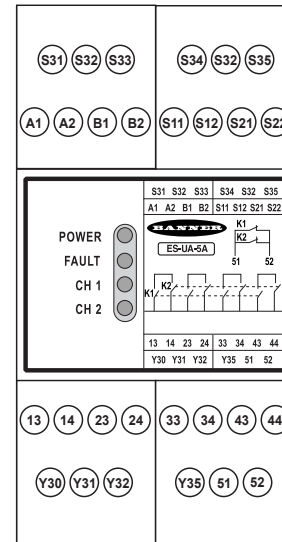 S31 S32 S33 S34 S32 S35
A1 A2 B1 B2 S11 S12 S21 S22
S31 S32 S33 S34 S32 S35
A1 A2 B1 B2 S11 S12 S21 S22
BANNER
ES-UA-5A
K1
K2
51 52
POWER
FAULT
CH 1
CH 2
K1 K2
13 14 23 24 33 34 43 44
Y30 Y31 Y32 Y35 51 52
13 14 23 24 33 34 43 44
Y30 Y31 Y32 Y35 51 52